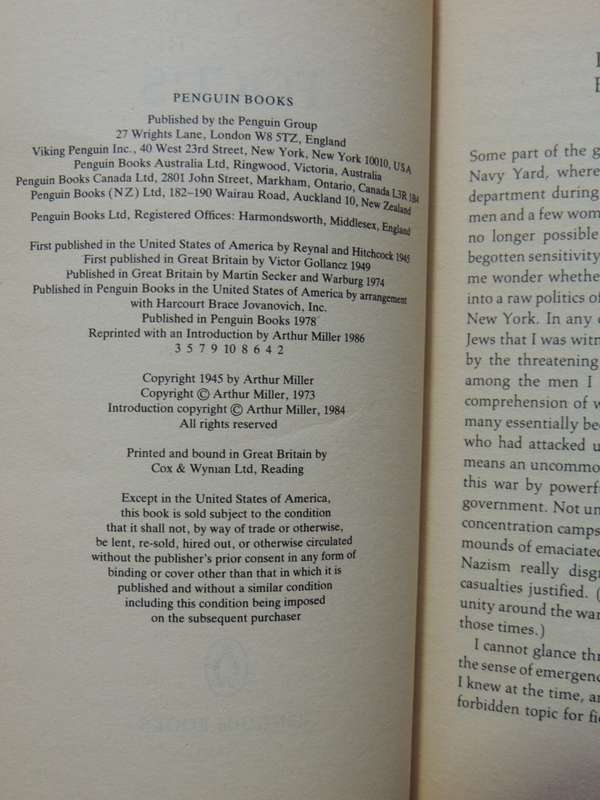 PENGUIN BOOKS
Published by the Penguin Group
27 Wrights Lane, London W8 5TZ, England
Viking Penguin Inc., 40 West 23rd Street, New York, New York 10010, USA
Penguin Books Australia Ltd, Ringwood, Victoria, Australia
Penguin Books Canada Ltd, 2801 John Street, Markham, Ontario, Canada L3R 1B4
Penguin Books (NZ) Ltd, 182–190 Wairau Road, Auckland 10, New Zealand
Penguin Books Ltd, Registered Offices: Harmondsworth, Middlesex, England
First published in the United States of America by Reynal and Hitchcock 1945
First published in Great Britain by Victor Gollancz 1949
Published in Great Britain by Martin Secker and Warburg 1974
Published in Penguin Books in the United States of America by arrangement
with Harcourt Brace Jovanovich, Inc.
Published in Penguin Books 1978
Reprinted with an Introduction by Arthur Miller 1986
3 5 7 9 10 8 6 4 2
Copyright 1945 by Arthur Miller
Copyright © Arthur Miller, 1973
Introduction copyright © Arthur Miller, 1984
All rights reserved
Printed and bound in Great Britain by
Cox & Wyman Ltd, Reading
Except in the United States of America,
this book is sold subject to the condition
that it shall not, by way of trade or otherwise,
be lent, re-sold, hired out, or otherwise circulated
without the publisher's prior consent in any form of
binding or cover other than that in which it is
published and without a similar condition
including this condition being imposed
on the subsequent purchaser
Some part of the g
Navy Yard, where
department during
men and a few wom
no longer possible
begotten sensitivity
me wonder whethe
into a raw politics of
New York. In any
Jews that I was witn
by the threatening
among the men I
comprehension of w
many essentially bee
who had attacked u
means an uncommo
this war by powerf
government. Not un
concentration camps
mounds of emaciated
Nazism really disg
casualties justified. (
unity around the war
those times.)
I cannot glance thr
the sense of emergenc
I knew at the time, an
forbidden topic for fic